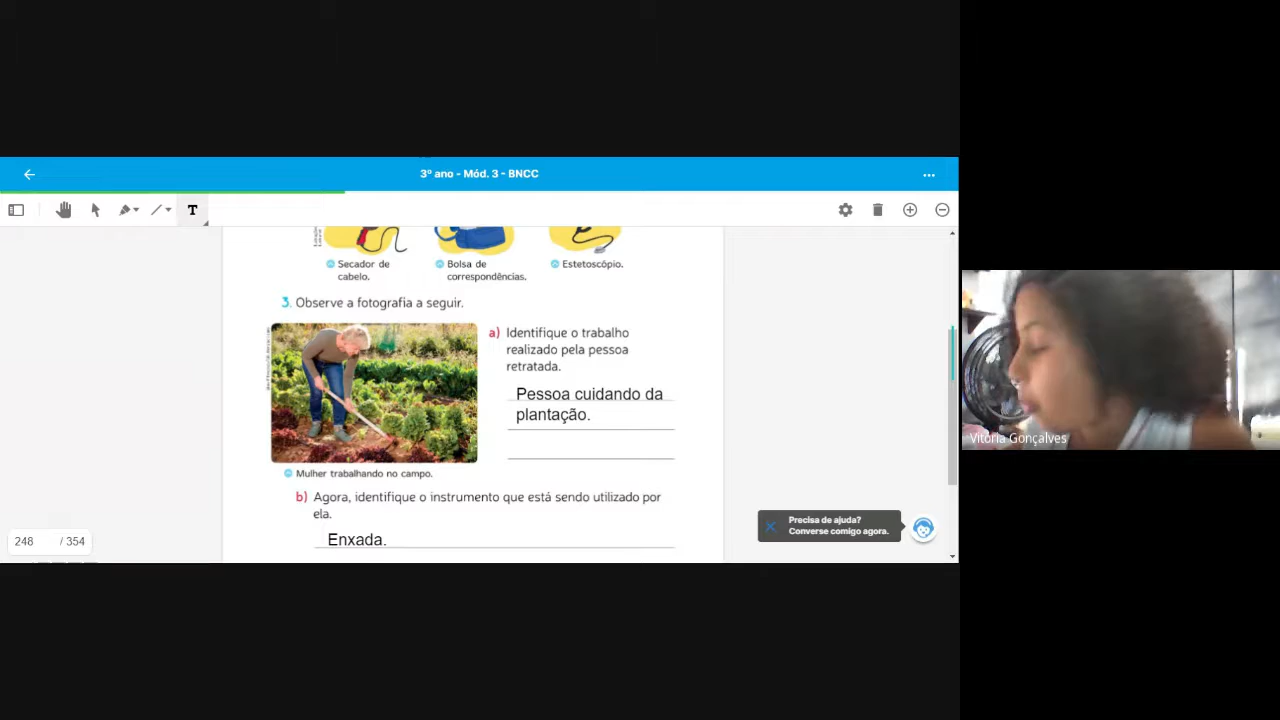 3º ano - Mód. 3 - BNCC
T
Secador de
cabelo.
Bolsa de
correspondências.
Estetoscópio.
3. Observe a fotografia a seguir.
a) Identifique o trabalho
realizado pela pessoa
retratada.
Pessoa cuidando da
plantação.
Mulher trabalhando no campo.
b) Agora, identifique o instrumento que está sendo utilizado por
ela.
Enxada.
248 / 354
Precisa de ajuda?
Converse comigo agora.
Vitória Gonçalves